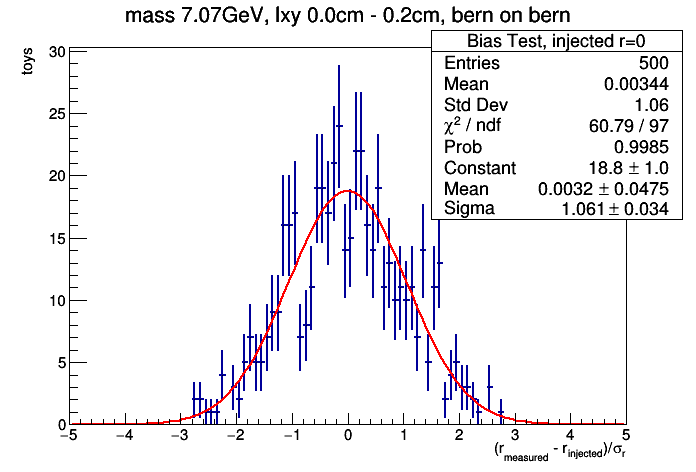 mass 7.07GeV, lxy 0.0cm - 0.2cm, bern on bern
Bias Test, injected r=0
Entries 500
Mean 0.00344
Std Dev 1.06
χ² / ndf 60.79 / 97
Prob 0.9985
Constant 18.8 ± 1.0
Mean 0.0032 ± 0.0475
Sigma 1.061 ± 0.034
toys
30
25
20
15
10
5
0
−5 −4 −3 −2 −1 0 1 2 3 4 5
(r_measured - r_injected)/σ_r